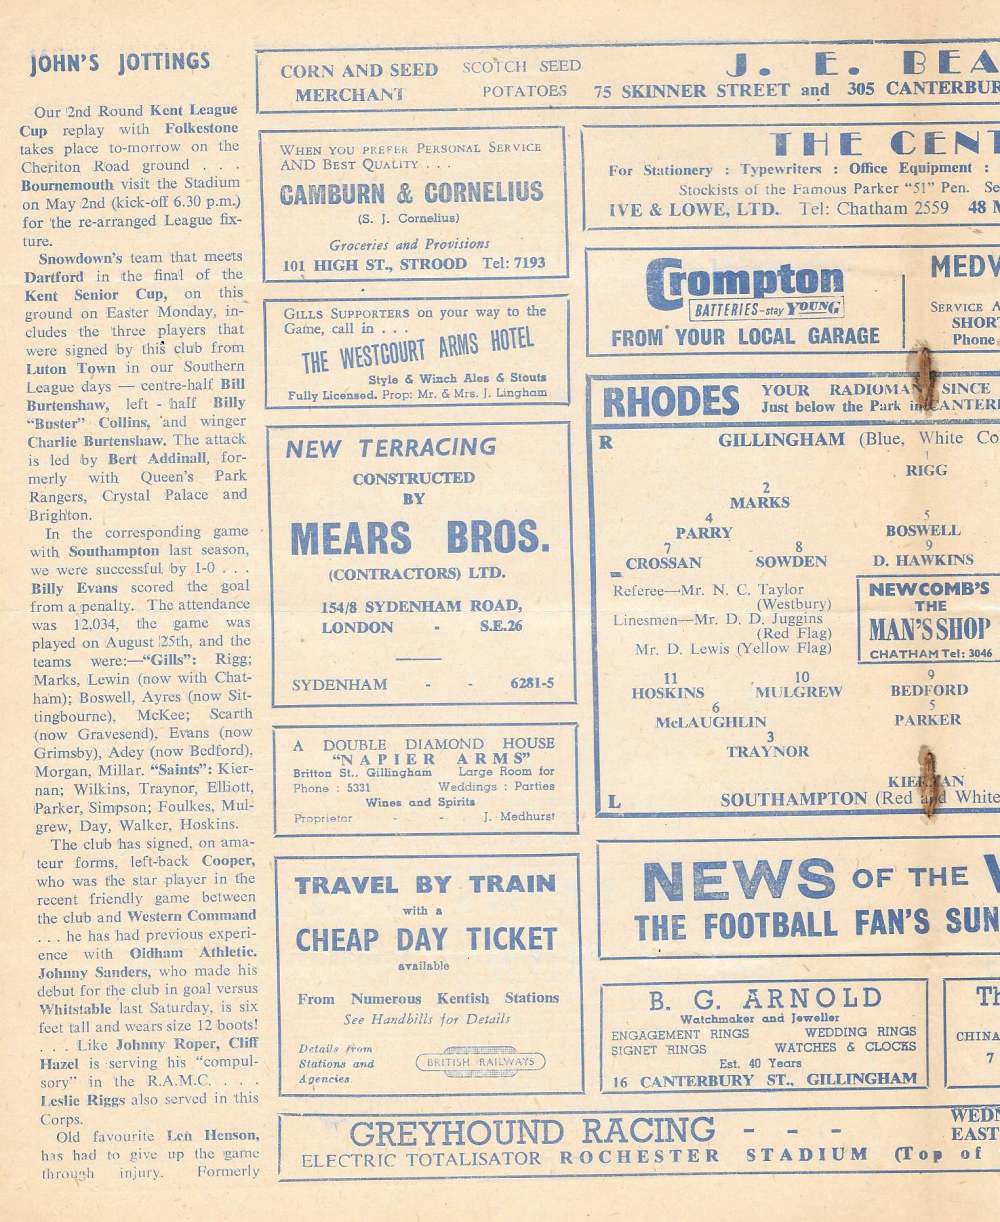 JOHN'S JOTTINGS
Our 2nd Round Kent League
Cup replay with Folkestone
takes place to-morrow on the
Cheriton Road ground . . .
Bournemouth visit the Stadium
on May 2nd (kick-off 6.30 p.m.)
for the re-arranged League fix-
ture.
Snowdown's team that meets
Dartford in the final of the
Kent Senior Cup, on this
ground on Easter Monday, in-
cludes the three players that
were signed by this club from
Luton Town in our Southern
League days — centre-half Bill
Burtenshaw, left - half Billy
"Buster" Collins, and winger
Charlie Burtenshaw. The attack
is led by Bert Addinall, for-
merly with Queen's Park
Rangers, Crystal Palace and
Brighton.
In the corresponding game
with Southampton last season,
we were successful by 1-0 . . .
Billy Evans scored the goal
from a penalty. The attendance
was 12,034, the game was
played on August 25th, and the
teams were:—"Gills": Rigg;
Marks, Lewin (now with Chat-
ham); Boswell, Ayres (now Sit-
tingbourne), McKee; Scarth
(now Gravesend), Evans (now
Grimsby), Adey (now Bedford),
Morgan, Millar. "Saints": Kier-
nan; Wilkins, Traynor, Elliott,
Parker, Simpson; Foulkes, Mul-
grew, Day, Walker, Hoskins.
The club has signed, on ama-
teur forms, left-back Cooper,
who was the star player in the
recent friendly game between
the club and Western Command
. . . he has had previous experi-
ence with Oldham Athletic.
Johnny Sanders, who made his
debut for the club in goal versus
Whitstable last Saturday, is six
feet tall and wears size 12 boots!
. . . . Like Johnny Roper, Cliff
Hazel is serving his "compul-
sory" in the R.A.M.C. . . . .
Leslie Riggs also served in this
Corps.
Old favourite Len Henson,
has had to give up the game
through injury. Formerly
CORN AND SEED
MERCHANT
SCOTCH SEED
POTATOES
J. E. BEA
75 SKINNER STREET and 305 CANTERBUR
WHEN YOU PREFER PERSONAL SERVICE
AND BEST QUALITY . . .
CAMBURN & CORNELIUS
(S. J. Cornelius)
Groceries and Provisions
101 HIGH ST., STROOD Tel: 7193
THE CENT
For Stationery : Typewriters : Office Equipment :
Stockists of the Famous Parker "51" Pen. Se
IVE & LOWE, LTD. Tel: Chatham 2559 48 M
GILLS SUPPORTERS on your way to the
Game, call in . . .
THE WESTCOURT ARMS HOTEL
Style & Winch Ales & Stouts
Fully Licensed. Prop: Mr. & Mrs. J. Lingham
Crompton
BATTERIES-stay YOUNG
FROM YOUR LOCAL GARAGE
MEDV
SERVICE A
SHORT
Phone
NEW TERRACING
CONSTRUCTED
BY
MEARS BROS.
(CONTRACTORS) LTD.
154/8 SYDENHAM ROAD,
LONDON - S.E.26
SYDENHAM - - 6281-5
RHODES
YOUR RADIOMAN SINCE
Just below the Park in CANTERB
R
GILLINGHAM (Blue, White Co
1
RIGG
2
MARKS
4
PARRY
5
BOSWELL
7
CROSSAN
8
SOWDEN
9
D. HAWKINS
Referee—Mr. N. C. Taylor
(Westbury)
Linesmen—Mr. D. D. Juggins
(Red Flag)
Mr. D. Lewis (Yellow Flag)
NEWCOMB'S
THE
MAN'S SHOP
CHATHAM Tel: 3046
11
HOSKINS
10
MULGREW
9
BEDFORD
6
McLAUGHLIN
5
PARKER
3
TRAYNOR
KIERNAN
L
SOUTHAMPTON (Red and White
A DOUBLE DIAMOND HOUSE
"NAPIER ARMS"
Britton St., Gillingham Large Room for
Phone : 5331 Weddings : Parties
Wines and Spirits
Proprietor - - - J. Medhurst
TRAVEL BY TRAIN
with a
CHEAP DAY TICKET
available
From Numerous Kentish Stations
See Handbills for Details
Details from
Stations and
Agencies
BRITISH RAILWAYS
NEWS OF THE W
THE FOOTBALL FAN'S SUN
B. G. ARNOLD
Watchmaker and Jeweller
ENGAGEMENT RINGS WEDDING RINGS
SIGNET RINGS WATCHES & CLOCKS
Est. 40 Years
16 CANTERBURY ST., GILLINGHAM
Th
CHINA
7
GREYHOUND RACING - - -
WEDN
EAST
ELECTRIC TOTALISATOR ROCHESTER STADIUM (Top of